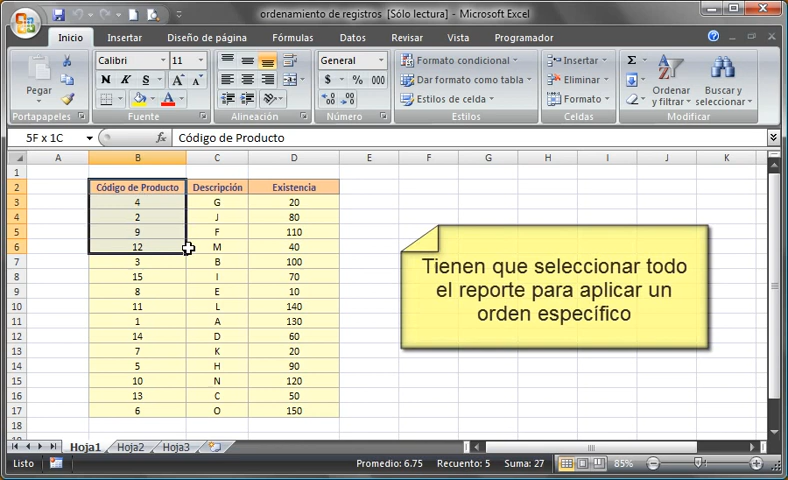 ordenamiento de registros [Sólo lectura] - Microsoft Excel
Inicio Insertar Diseño de página Fórmulas Datos Revisar Vista Programador
Pegar
Portapapeles
Calibri 11
N K S A A
A
Fuente
Alineación
General
$ % 000
Número
Formato condicional
Dar formato como tabla
Estilos de celda
Estilos
Insertar
Eliminar
Formato
Celdas
Σ
Ordenar y filtrar
Buscar y seleccionar
Modificar
5F x 1C fx Código de Producto
A B C D E F G H I J K
1
2 Código de Producto Descripción Existencia
3 4 G 20
4 2 J 80
5 9 F 110
6 12 M 40
7 3 B 100
8 15 I 70
9 8 E 10
10 11 L 140
11 1 A 130
12 14 D 60
13 7 K 20
14 5 H 90
15 10 N 120
16 13 C 50
17 6 O 150
18
Tienen que seleccionar todo
el reporte para aplicar un
orden específico
Hoja1 Hoja2 Hoja3
Listo Promedio: 6.75 Recuento: 5 Suma: 27 85%